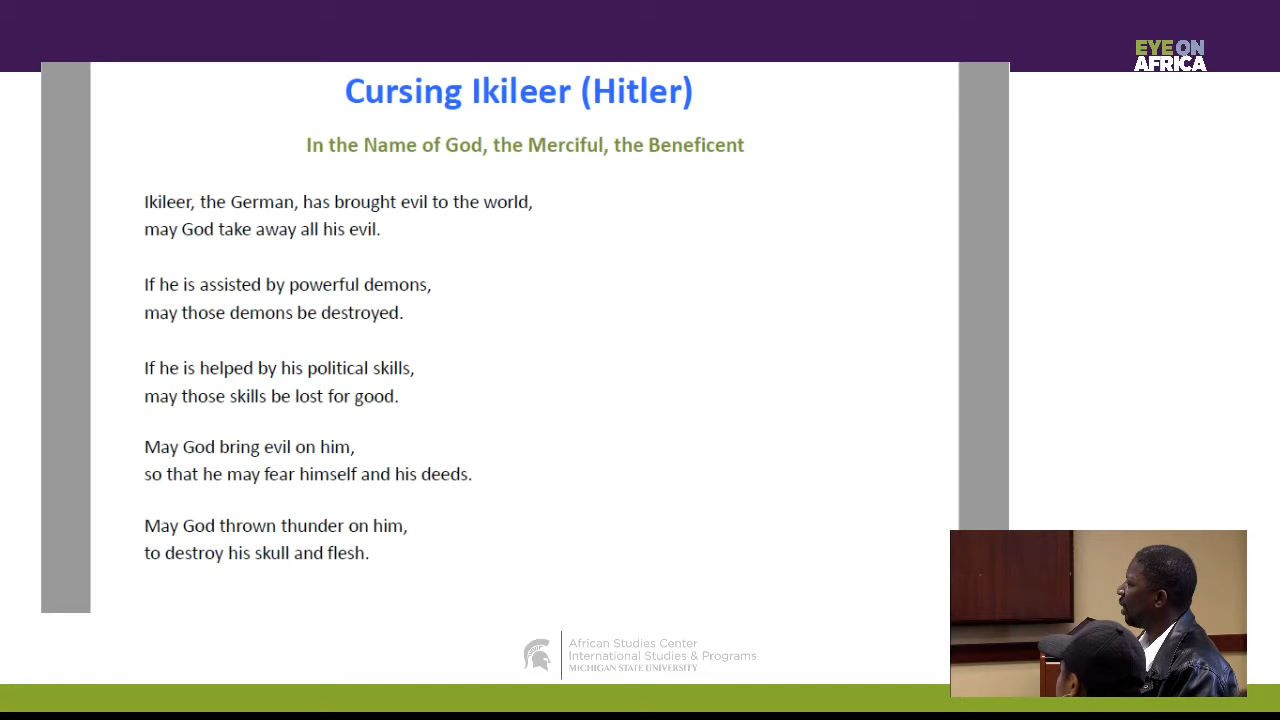 EYE ON
AFRICA
Cursing Ikileer (Hitler)
In the Name of God, the Merciful, the Beneficent
Ikileer, the German, has brought evil to the world,
may God take away all his evil.
If he is assisted by powerful demons,
may those demons be destroyed.
If he is helped by his political skills,
may those skills be lost for good.
May God bring evil on him,
so that he may fear himself and his deeds.
May God thrown thunder on him,
to destroy his skull and flesh.
African Studies Center
International Studies & Programs
MICHIGAN STATE UNIVERSITY